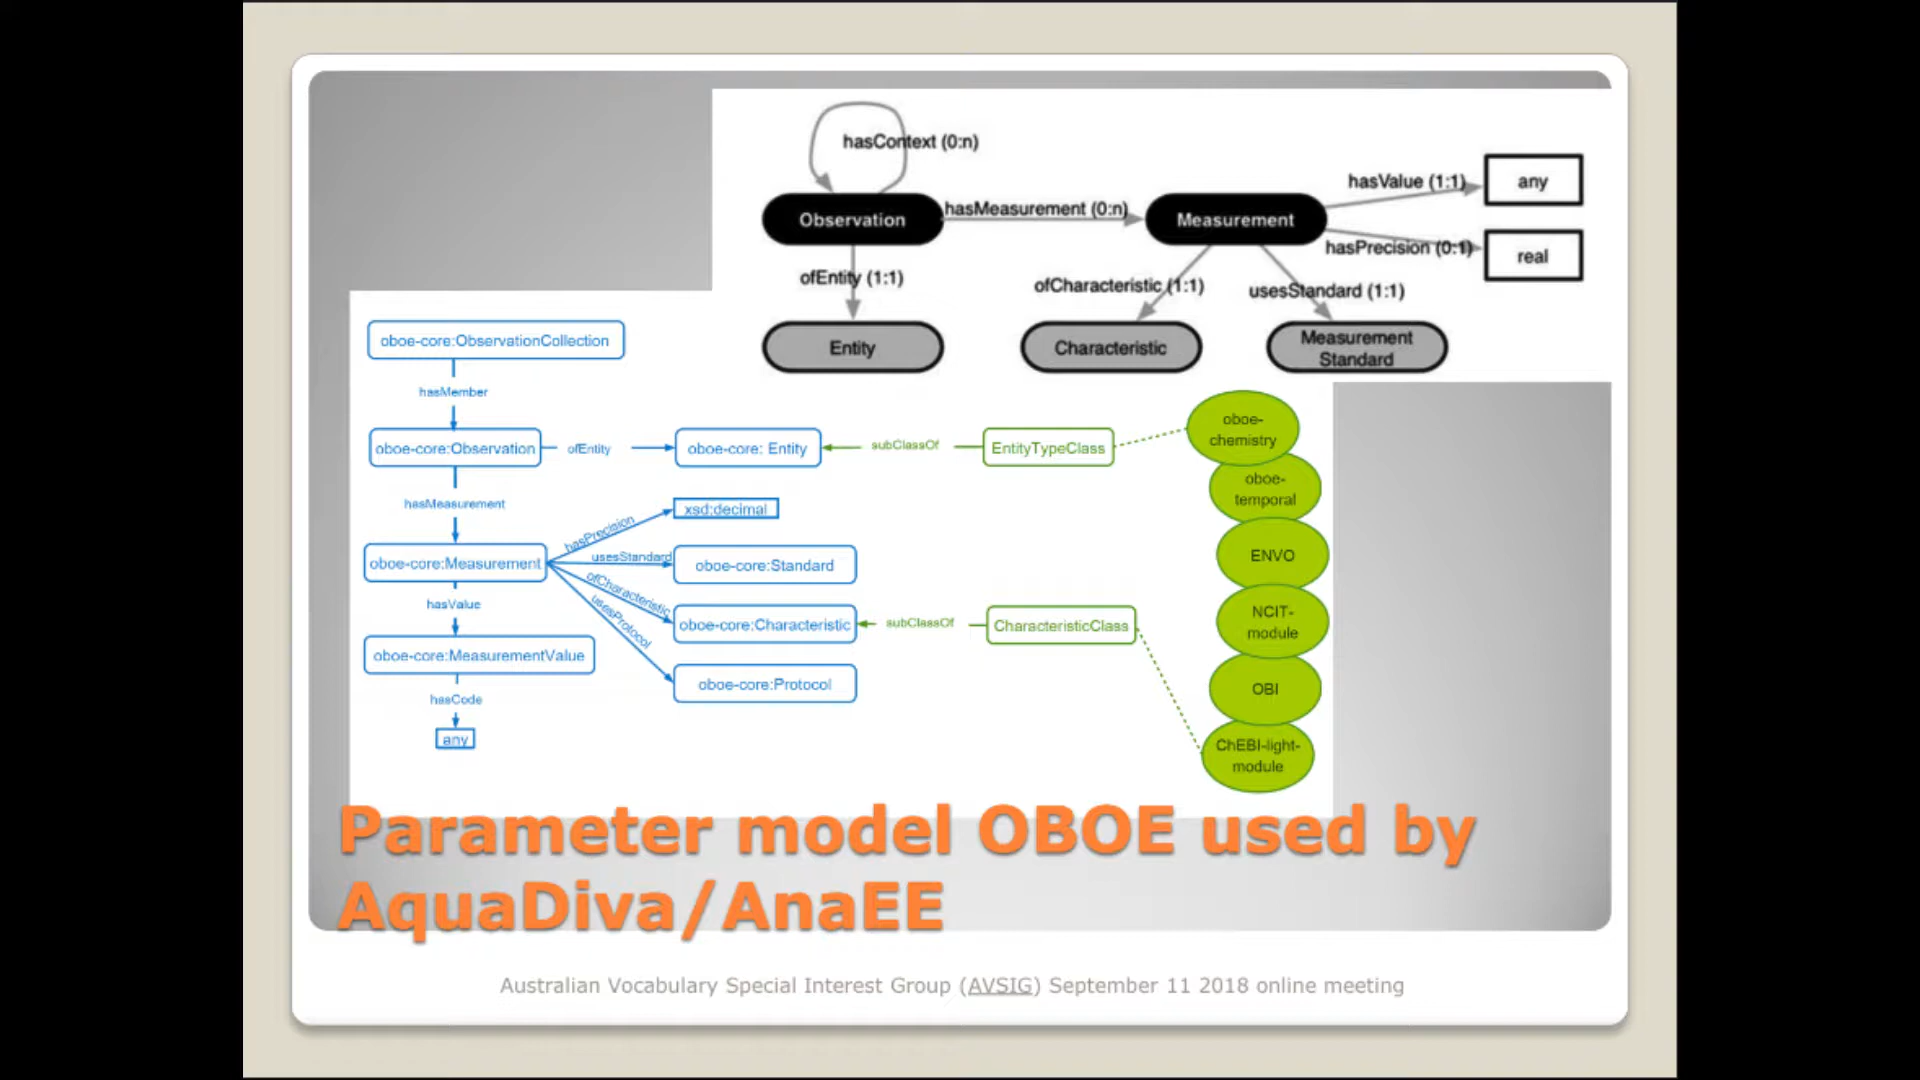 hasContext (0:n)
Observation
hasMeasurement (0:n)
Measurement
hasValue (1:1)
any
hasPrecision (0:1)
real
ofEntity (1:1)
ofCharacteristic (1:1)
usesStandard (1:1)
Entity
Characteristic
Measurement
Standard
oboe-core:ObservationCollection
hasMember
oboe-core:Observation
ofEntity
oboe-core: Entity
subClassOf
EntityTypeClass
hasMeasurement
oboe-core:Measurement
hasPrecision
xsd:decimal
usesStandard
oboe-core:Standard
ofCharacteristic
oboe-core:Characteristic
subClassOf
CharacteristicClass
usesProtocol
oboe-core:Protocol
hasValue
oboe-core:MeasurementValue
hasCode
any
oboe-
chemistry
oboe-
temporal
ENVO
NCIT-
module
OBI
ChEBI-light-
module
Parameter model OBOE used by
AquaDiva/AnaEE
Australian Vocabulary Special Interest Group (AVSIG) September 11 2018 online meeting